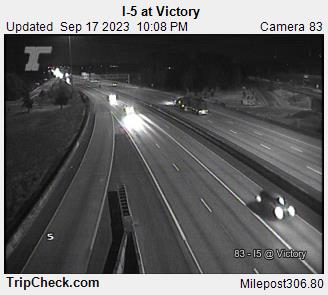 I-5 at Victory
Updated Sep 17 2023 10:08 PM Camera 83
T
S
83 - I5 @ Victory
TripCheck.com Milepost306.80